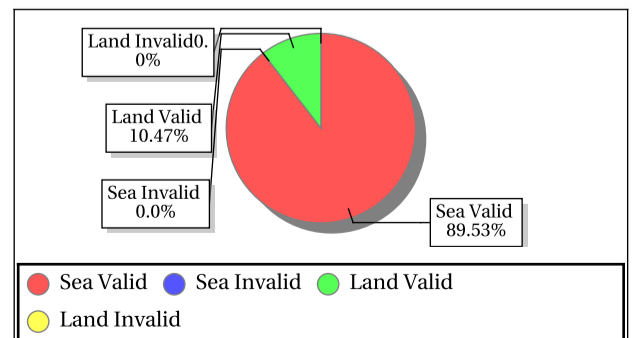 Land Invalid0.
0%
Land Valid
10.47%
Sea Invalid
0.0%
Sea Valid
89.53%
Sea Valid Sea Invalid Land Valid
Land Invalid